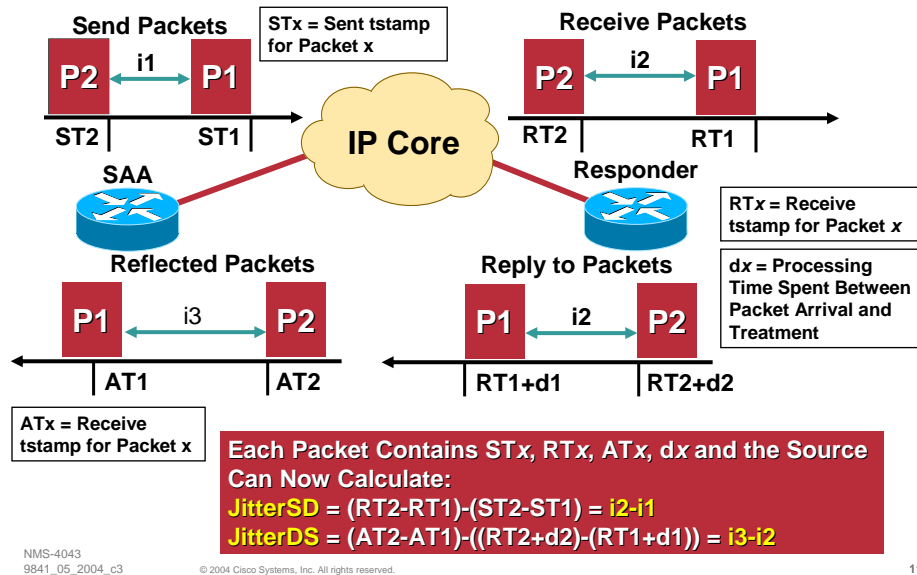 Send Packets
STx = Sent tstamp
for Packet x
Receive Packets
P2
i1
P1
P2
i2
P1
ST2
ST1
IP Core
RT2
RT1
SAA
Responder
RTx = Receive
tstamp for Packet x
Reflected Packets
Reply to Packets
dx = Processing
Time Spent Between
Packet Arrival and
Treatment
P1
i3
P2
P1
i2
P2
AT1
AT2
RT1+d1
RT2+d2
ATx = Receive
tstamp for Packet x
Each Packet Contains STx, RTx, ATx, dx and the Source
Can Now Calculate:
JitterSD = (RT2-RT1)-(ST2-ST1) = i2-i1
JitterDS = (AT2-AT1)-((RT2+d2)-(RT1+d1)) = i3-i2
NMS-4043
9841_05_2004_c3
© 2004 Cisco Systems, Inc. All rights reserved.